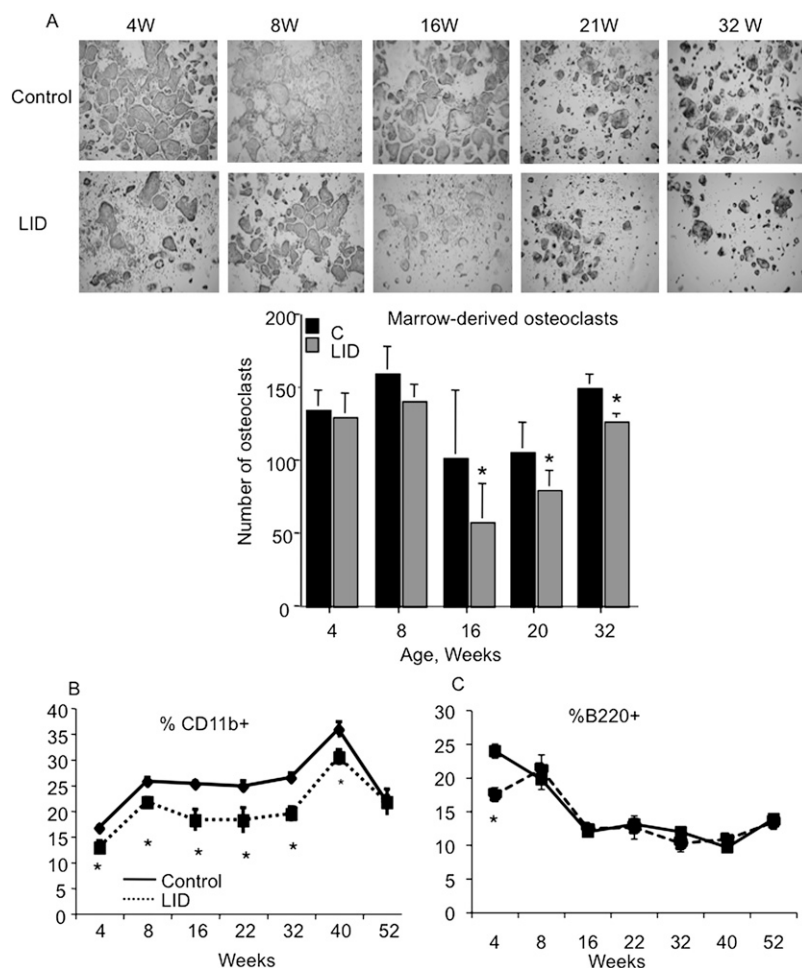 A
4W 8W 16W 21W 32 W
Control
LID
Marrow-derived osteoclasts
C
LID
Number of osteoclasts
200
150
100
50
0
* * *
4 8 16 20 32
Age, Weeks
B
% CD11b+
40
35
30
25
20
15
10
5
0
* * * * * *
Control
LID
4 8 16 22 32 40 52
Weeks
C
%B220+
30
25
20
15
10
5
0
*
4 8 16 22 32 40 52
Weeks